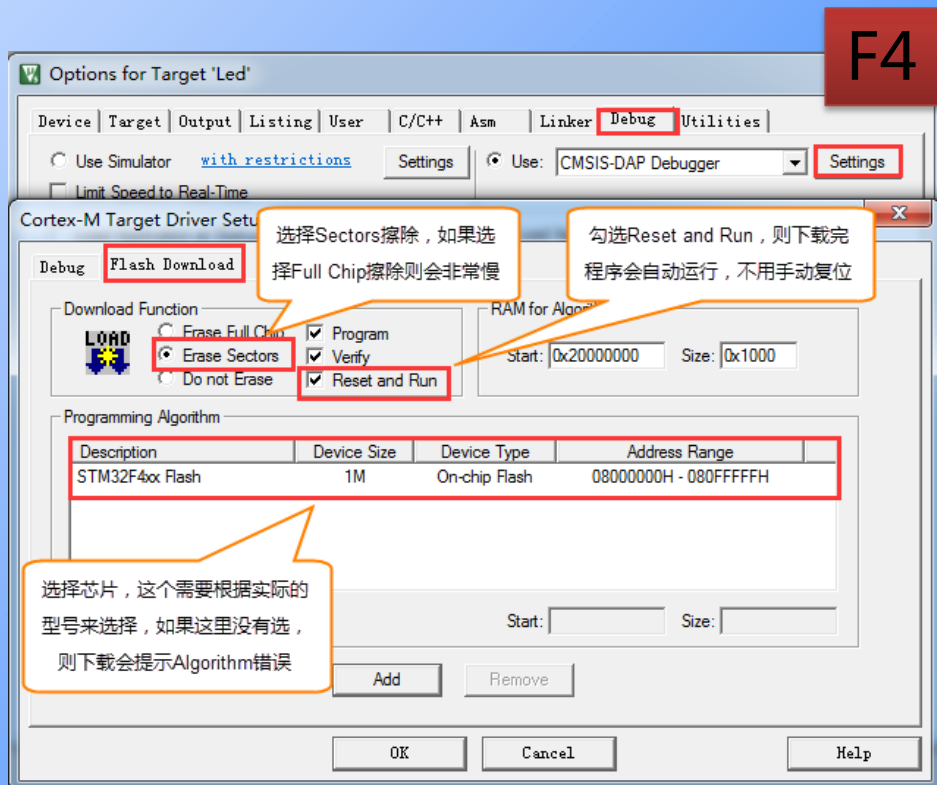 F4
Options for Target 'Led'
Device Target Output Listing User C/C++ Asm Linker Debug Utilities
Use Simulator with restrictions Settings Use: CMSIS-DAP Debugger Settings
Limit Speed to Real-Time
Cortex-M Target Driver Setu
选择Sectors擦除，如果选
择Full Chip擦除则会非常慢
勾选Reset and Run，则下载完
程序会自动运行，不用手动复位
Debug Flash Download
Download Function
LOAD
Erase Full Chip
Erase Sectors
Do not Erase
Program
Verify
Reset and Run
RAM for Algorith
Start: 0x20000000 Size: 0x1000
Programming Algorithm
Description Device Size Device Type Address Range
STM32F4xx Flash 1M On-chip Flash 08000000H - 080FFFFFH
选择芯片，这个需要根据实际的
型号来选择，如果这里没有选，
则下载会提示Algorithm错误
Start: Size:
Add Remove
OK Cancel Help